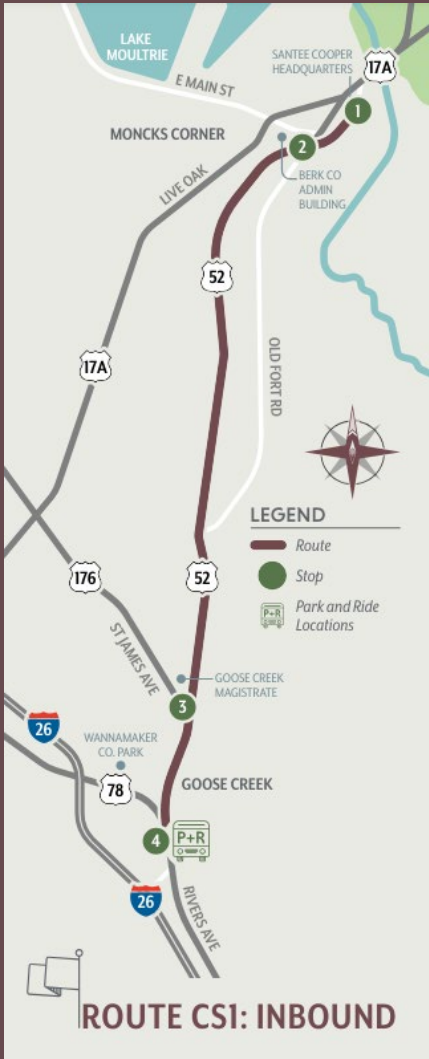 LAKE
MOULTRIE
SANTEE COOPER
HEADQUARTERS
17A
E MAIN ST
1
MONCKS CORNER
2
BERK CO
ADMIN
BUILDING
LIVE OAK
52
OLD FORT RD
17A
LEGEND
Route
Stop
P+R
Park and Ride
Locations
176
52
ST JAMES AVE
GOOSE CREEK
MAGISTRATE
3
26
WANNAMAKER
CO. PARK
78
GOOSE CREEK
4
P+R
26
RIVERS AVE
ROUTE CS1: INBOUND